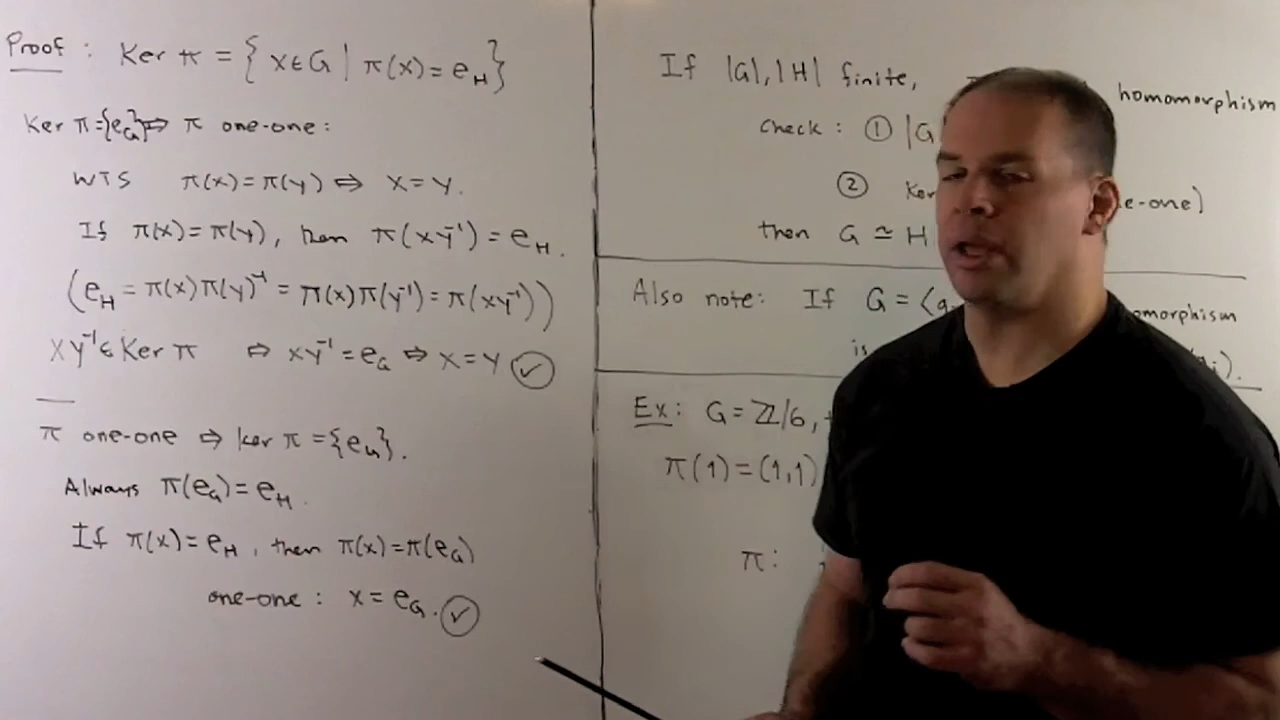 Proof: Ker π = { x∈G | π(x) = e_H }
Ker π = {e_G} ⇒ π one-one:
WTS π(x) = π(y) ⇔ x = y.
If π(x) = π(y), then π(xy⁻¹) = e_H.
(e_H = π(x)π(y)⁻¹ = π(x)π(y⁻¹) = π(xy⁻¹))
xy⁻¹ ∈ Ker π ⇒ xy⁻¹ = e_G ⇔ x = y ✓
π one-one ⇒ ker π = {e_G}.
Always π(e_G) = e_H.
If π(x) = e_H, then π(x) = π(e_G)
one-one: x = e_G. ✓
If |G|, |H| finite, homomorphism
Check: ① |G
② Ker e-one)
then G ≃ H
Also note: If G = ⟨g omorphism
is ).
Ex: G = ℤ/6,
π(1) = (1,1)
π: